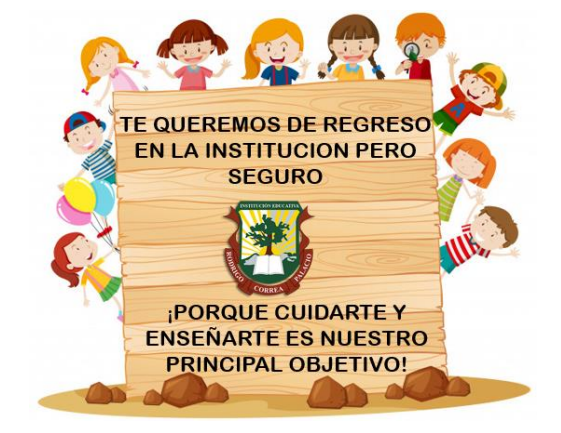 TE QUEREMOS DE REGRESO
EN LA INSTITUCION PERO
SEGURO
INSTITUCIÓN EDUCATIVA
RODRIGO CORREA PALACIO
¡PORQUE CUIDARTE Y
ENSEÑARTE ES NUESTRO
PRINCIPAL OBJETIVO!
A